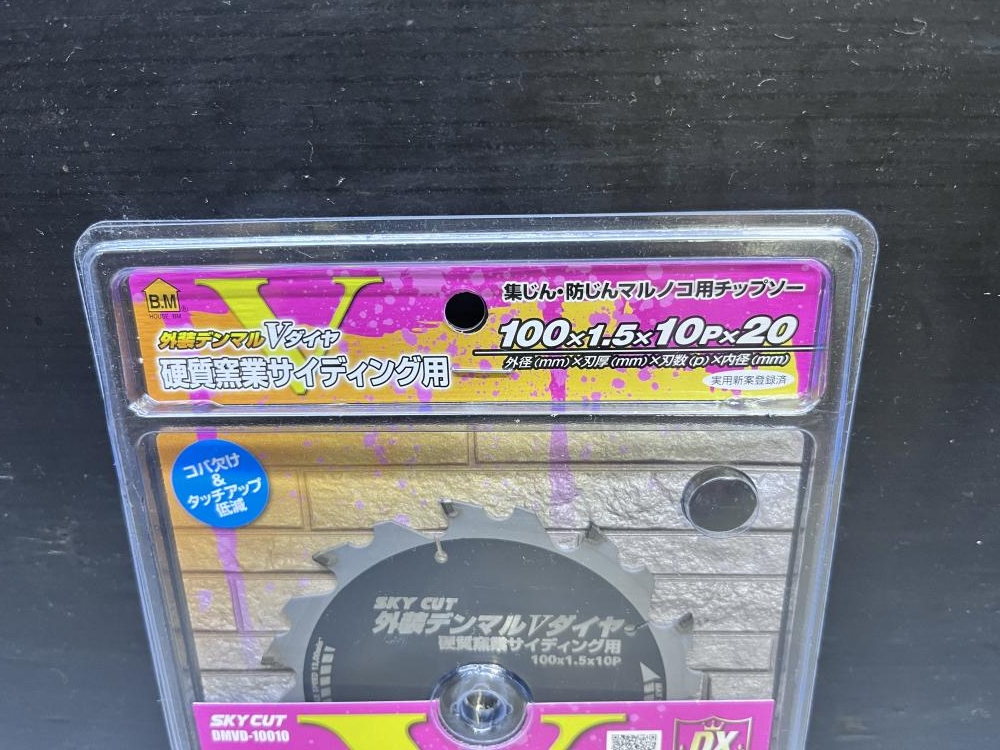 B.M
HOUSE BM
外装デンマルVダイヤ
硬質窯業サイディング用
集じん・防じんマルノコ用チップソー
100×1.5×10P×20
外径(mm)×刃厚(mm)×刃数(p)×内径(mm)
実用新案登録済
コバ欠け
&
タッチアップ
低減
SKY CUT
外装デンマルVダイヤ
硬質窯業サイディング用
100x1.5x10P
SKY CUT
DMVD-10010
DX